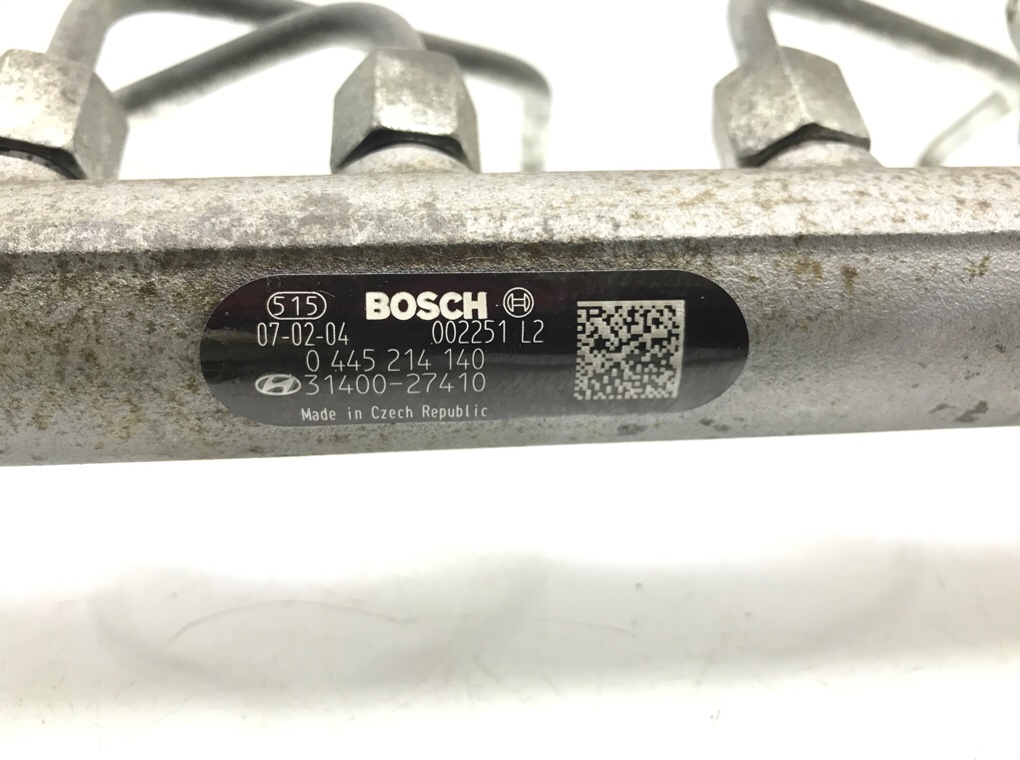 515 BOSCH
07-02-04 002251 L2
0 445 214 140
31400-27410
Made in Czech Republic